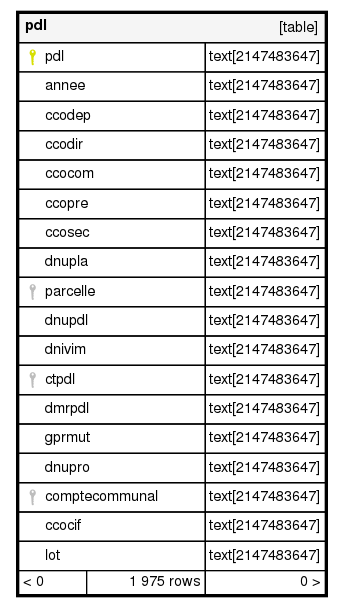 pdl [table]
pdl text[2147483647]
annee text[2147483647]
ccodep text[2147483647]
ccodir text[2147483647]
ccocom text[2147483647]
ccopre text[2147483647]
ccosec text[2147483647]
dnupla text[2147483647]
parcelle text[2147483647]
dnupdl text[2147483647]
dnivim text[2147483647]
ctpdl text[2147483647]
dmrpdl text[2147483647]
gprmut text[2147483647]
dnupro text[2147483647]
comptecommunal text[2147483647]
ccocif text[2147483647]
lot text[2147483647]
< 0 1 975 rows 0 >